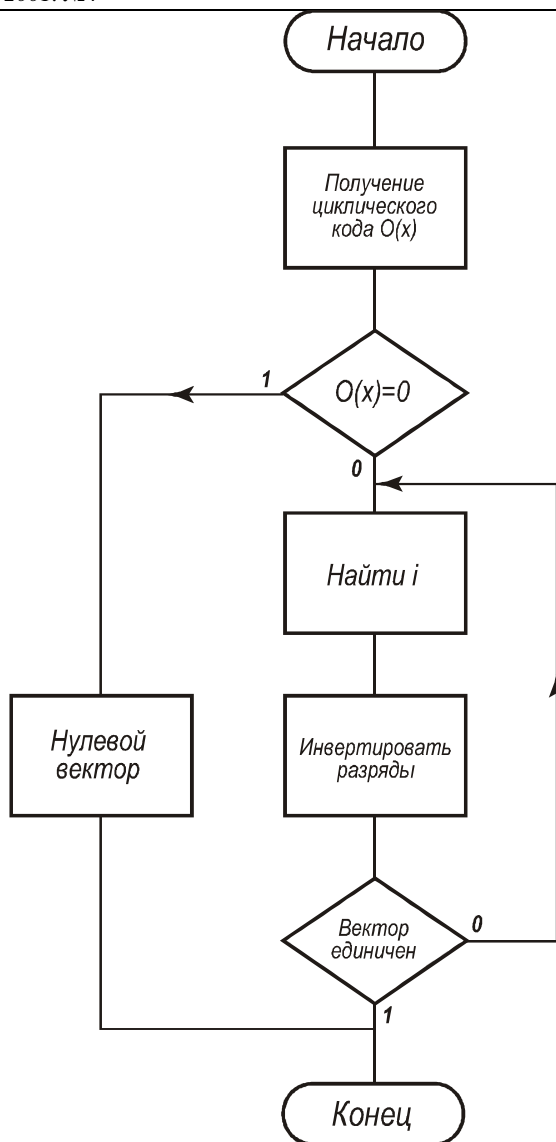 Начало
Получение
циклического
кода O(x)
1
O(x)=0
0
Найти i
Нулевой
вектор
Инвертировать
разряды
Вектор
единичен
0
1
Конец